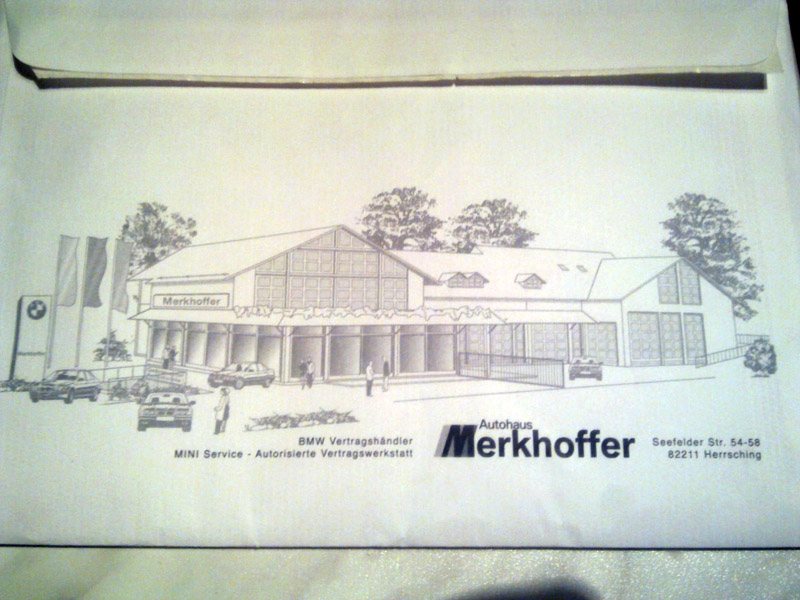 Merkhoffer
BMW Vertragshändler
MINI Service - Autorisierte Vertragswerkstatt
Autohaus
Merkhoffer
Seefelder Str. 54-58
82211 Herrsching